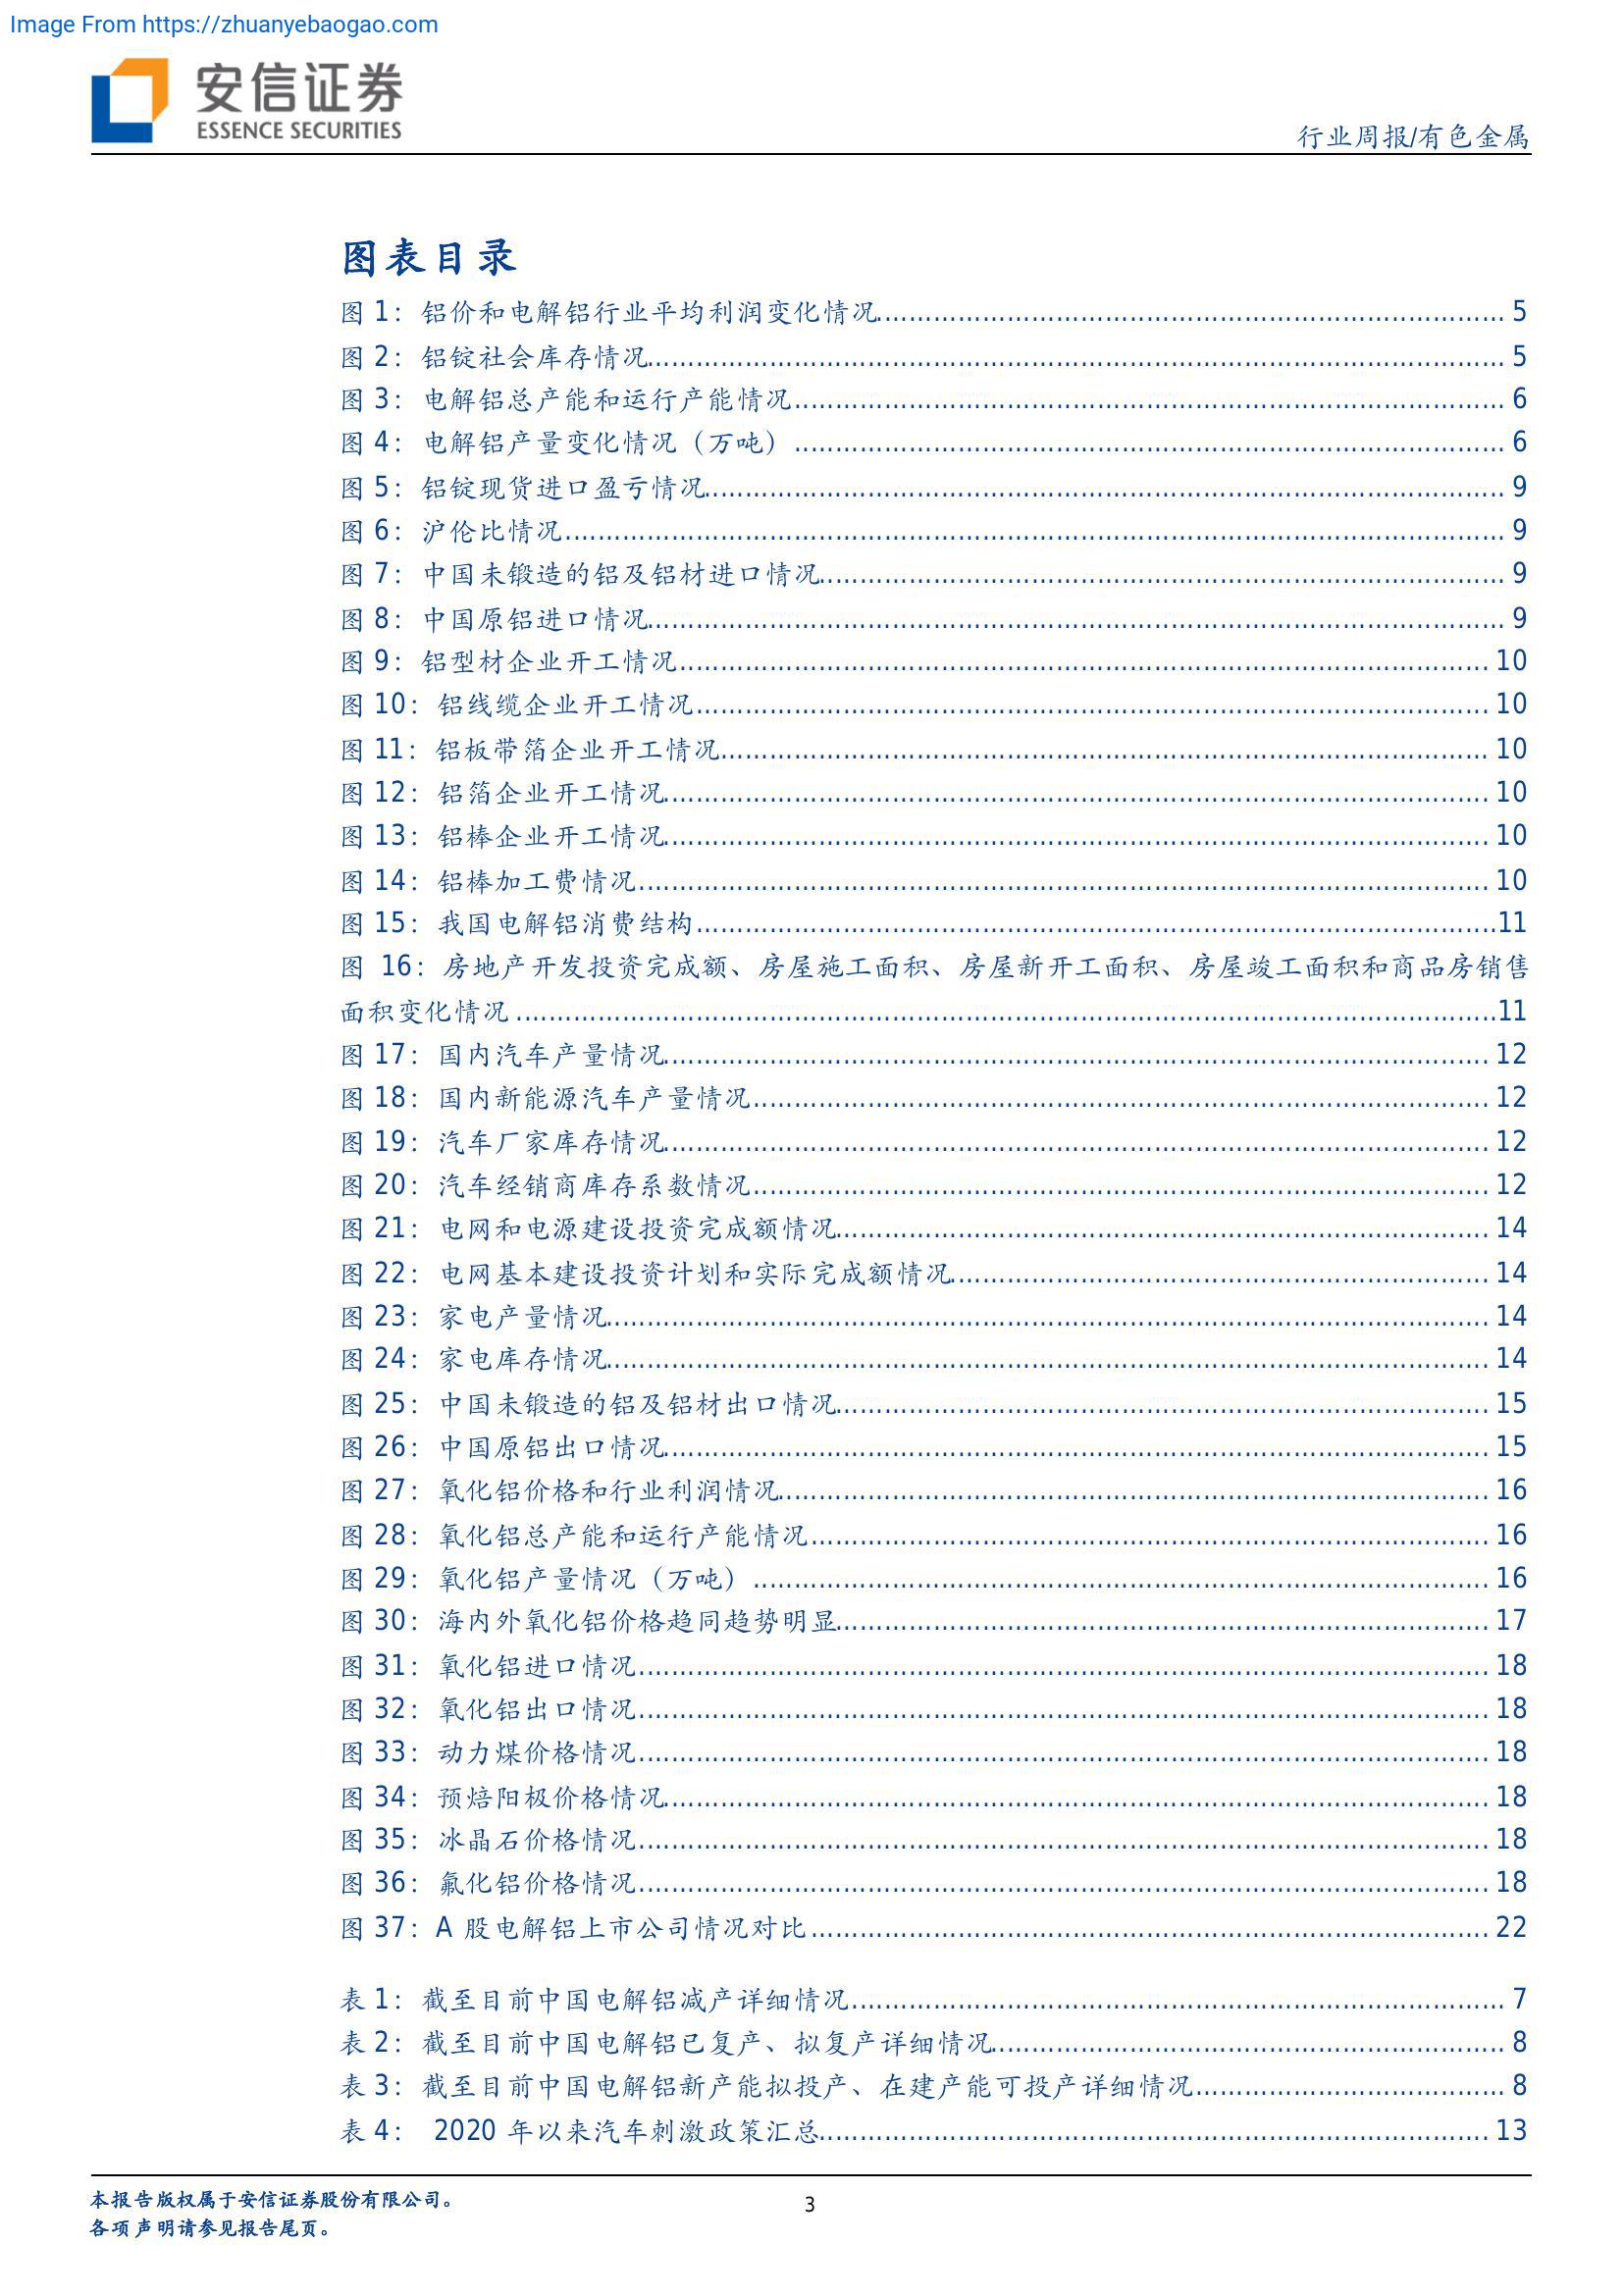 Image From https://zhuanyebaogao.com
安信证券
ESSENCE SECURITIES
行业周报/有色金属
图表目录
图 1：铝价和电解铝行业平均利润变化情况 5
图 2：铝锭社会库存情况 5
图 3：电解铝总产能和运行产能情况 6
图 4：电解铝产量变化情况（万吨） 6
图 5：铝锭现货进口盈亏情况 9
图 6：沪伦比情况 9
图 7：中国未锻造的铝及铝材进口情况 9
图 8：中国原铝进口情况 9
图 9：铝型材企业开工情况 10
图 10：铝线缆企业开工情况 10
图 11：铝板带箔企业开工情况 10
图 12：铝箔企业开工情况 10
图 13：铝棒企业开工情况 10
图 14：铝棒加工费情况 10
图 15：我国电解铝消费结构 11
图 16：房地产开发投资完成额、房屋施工面积、房屋新开工面积、房屋竣工面积和商品房销售
面积变化情况 11
图 17：国内汽车产量情况 12
图 18：国内新能源汽车产量情况 12
图 19：汽车厂家库存情况 12
图 20：汽车经销商库存系数情况 12
图 21：电网和电源建设投资完成额情况 14
图 22：电网基本建设投资计划和实际完成额情况 14
图 23：家电产量情况 14
图 24：家电库存情况 14
图 25：中国未锻造的铝及铝材出口情况 15
图 26：中国原铝出口情况 15
图 27：氧化铝价格和行业利润情况 16
图 28：氧化铝总产能和运行产能情况 16
图 29：氧化铝产量情况（万吨） 16
图 30：海内外氧化铝价格趋同趋势明显 17
图 31：氧化铝进口情况 18
图 32：氧化铝出口情况 18
图 33：动力煤价格情况 18
图 34：预焙阳极价格情况 18
图 35：冰晶石价格情况 18
图 36：氟化铝价格情况 18
图 37：A 股电解铝上市公司情况对比 22
表 1：截至目前中国电解铝减产详细情况 7
表 2：截至目前中国电解铝已复产、拟复产详细情况 8
表 3：截至目前中国电解铝新产能拟投产、在建产能可投产详细情况 8
表 4： 2020 年以来汽车刺激政策汇总 13
本报告版权属于安信证券股份有限公司。
3
各项声明请参见报告尾页。